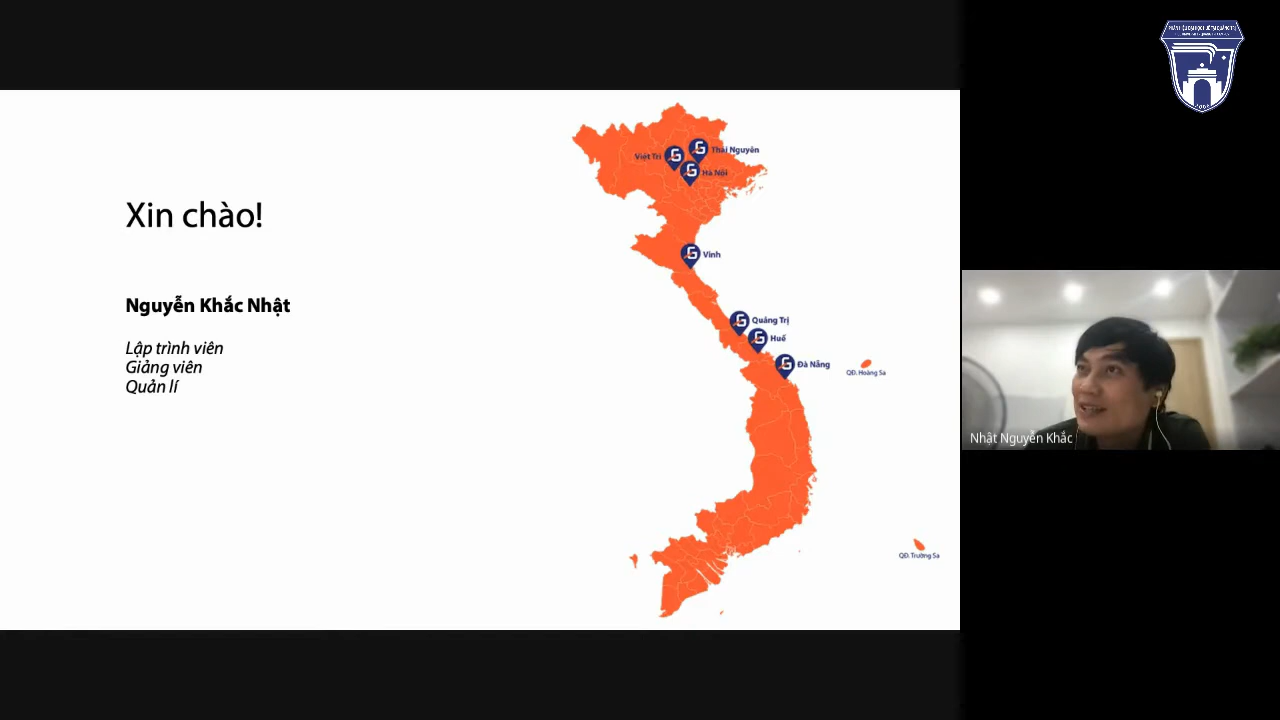 Xin chào!
Nguyễn Khắc Nhật
Lập trình viên
Giảng viên
Quản lí
Thái Nguyên
Việt Trì
Hà Nội
Vinh
Quảng Trị
Huế
Đà Nẵng
QĐ. Hoàng Sa
QĐ. Trường Sa
Nhật Nguyễn Khắc